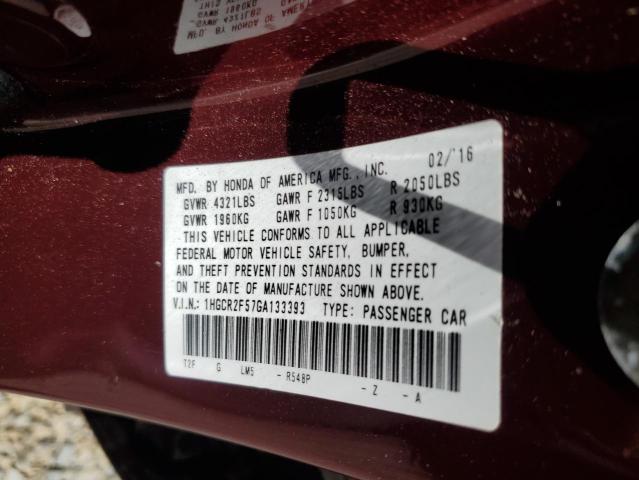 MFD. BY HONDA OF AMERICA MFG., INC. 02/'16
GVWR 4321LBS GAWR F 2315LBS R 2050LBS
GVWR 1960KG GAWR F 1050KG R 930KG
THIS VEHICLE CONFORMS TO ALL APPLICABLE
FEDERAL MOTOR VEHICLE SAFETY, BUMPER,
AND THEFT PREVENTION STANDARDS IN EFFECT
ON THE DATE OF MANUFACTURE SHOWN ABOVE.
V.I.N.: 1HGCR2F57GA133393 TYPE: PASSENGER CAR
T2F G LM5 - R548P - Z - A